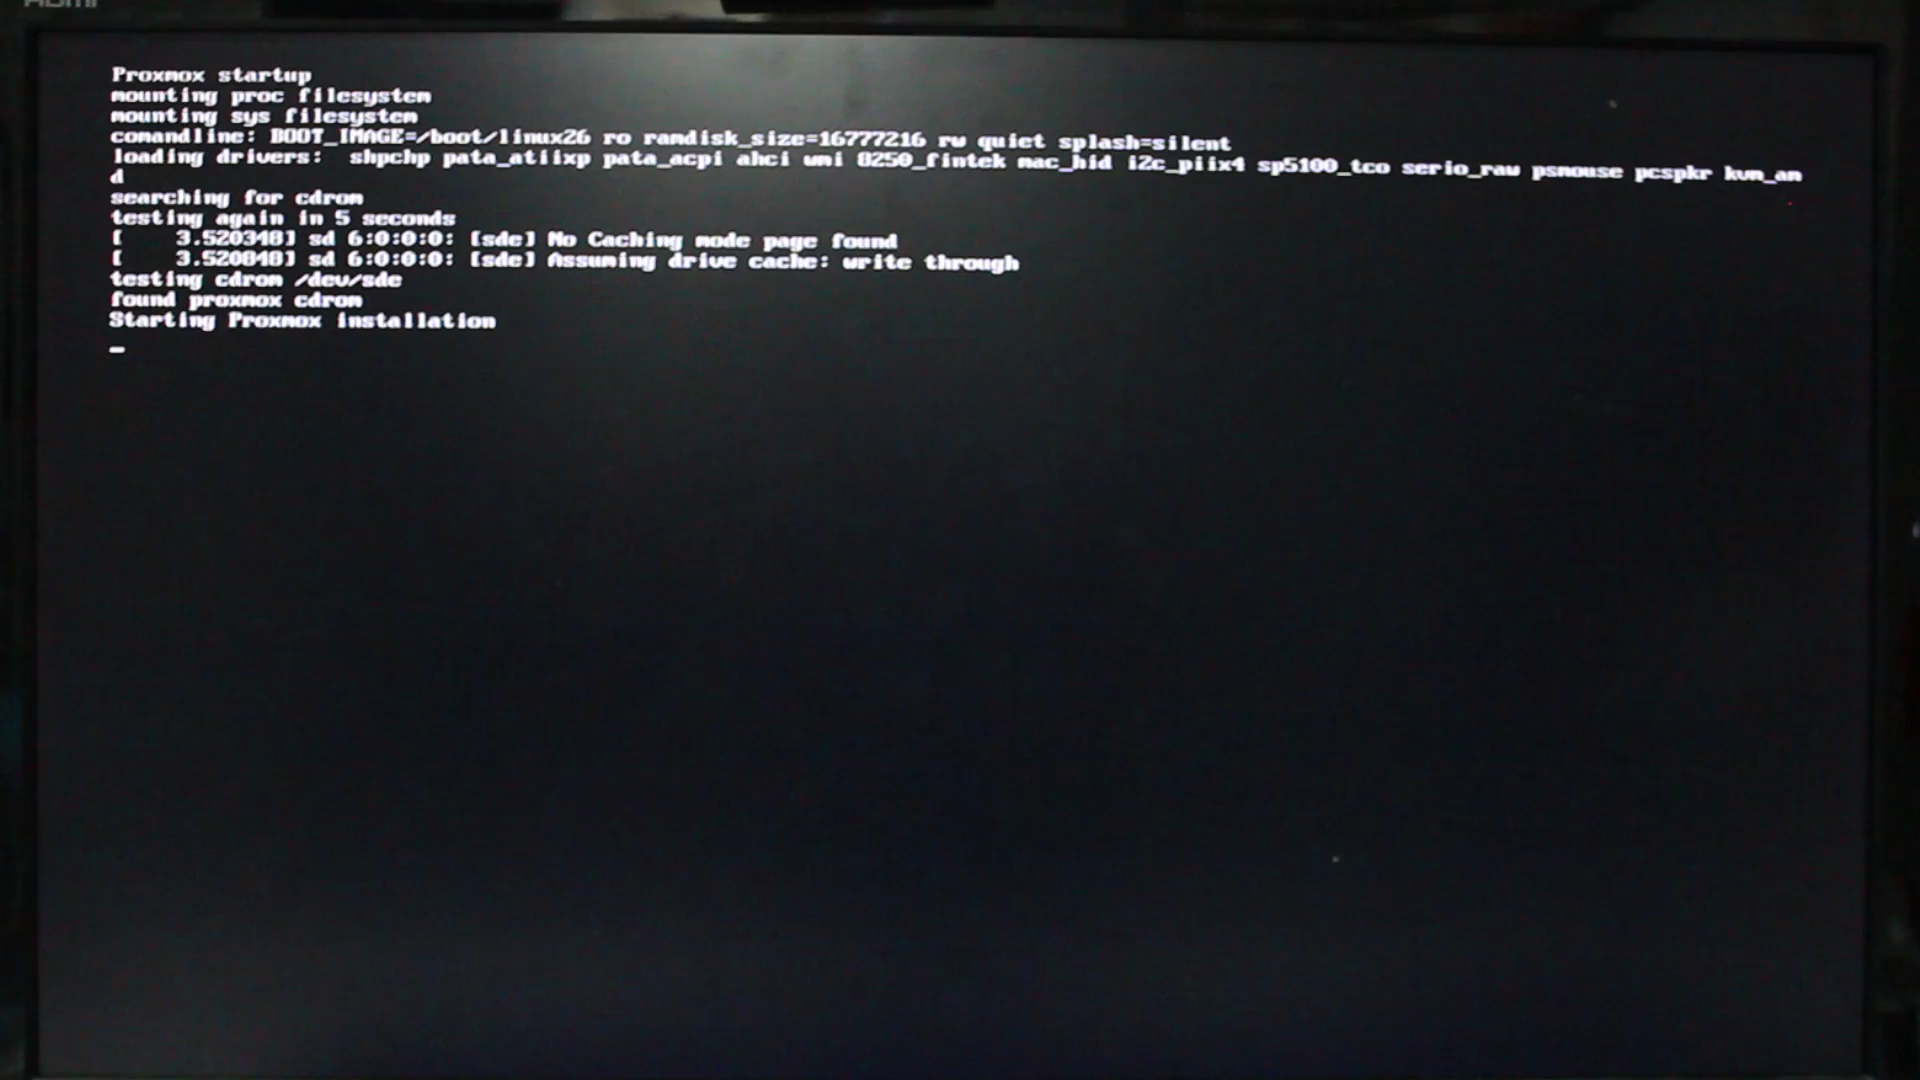 HDMI
Proxmox startup
mounting proc filesystem
mounting sys filesystem
comandline: BOOT_IMAGE=/boot/linux26 ro ramdisk_size=16777216 rw quiet splash=silent
loading drivers:  shpchp pata_atiixp pata_acpi ahci wmi 8250_fintek mac_hid i2c_piix4 sp5100_tco serio_raw psmouse pcspkr kvm_am
d
searching for cdrom
testing again in 5 seconds
[    3.520348] sd 6:0:0:0: [sde] No Caching mode page found
[    3.520848] sd 6:0:0:0: [sde] Assuming drive cache: write through
testing cdrom /dev/sde
found proxmox cdrom
Starting Proxmox installation